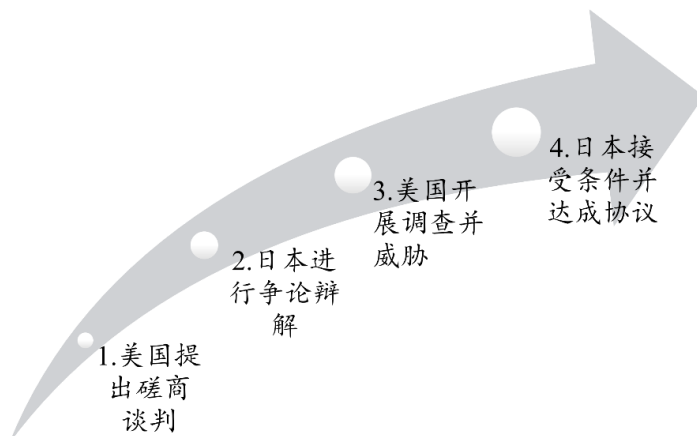 1.美国提
出磋商
谈判
2.日本进
行争论辩
解
3.美国开
展调查并
威胁
4.日本接
受条件并
达成协议